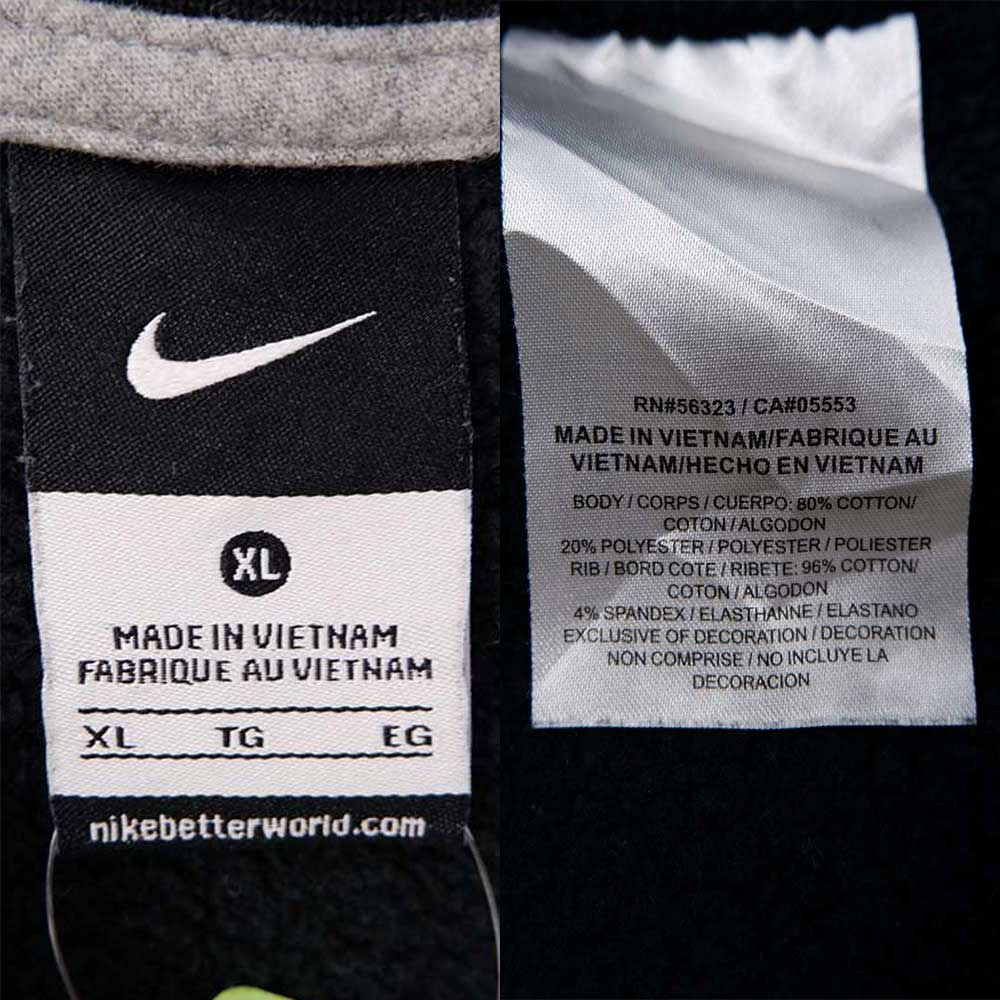 XL
MADE IN VIETNAM
FABRIQUE AU VIETNAM
XL TG EG
nikebetterworld.com
RN#56323 / CA#05553
MADE IN VIETNAM/FABRIQUE AU
VIETNAM/HECHO EN VIETNAM
BODY / CORPS / CUERPO: 80% COTTON/
COTON / ALGODON
20% POLYESTER / POLYESTER / POLIESTER
RIB / BORD COTE / RIBETE: 96% COTTON/
COTON / ALGODON
4% SPANDEX / ELASTHANNE / ELASTANO
EXCLUSIVE OF DECORATION / DECORATION
NON COMPRISE / NO INCLUYE LA
DECORACION